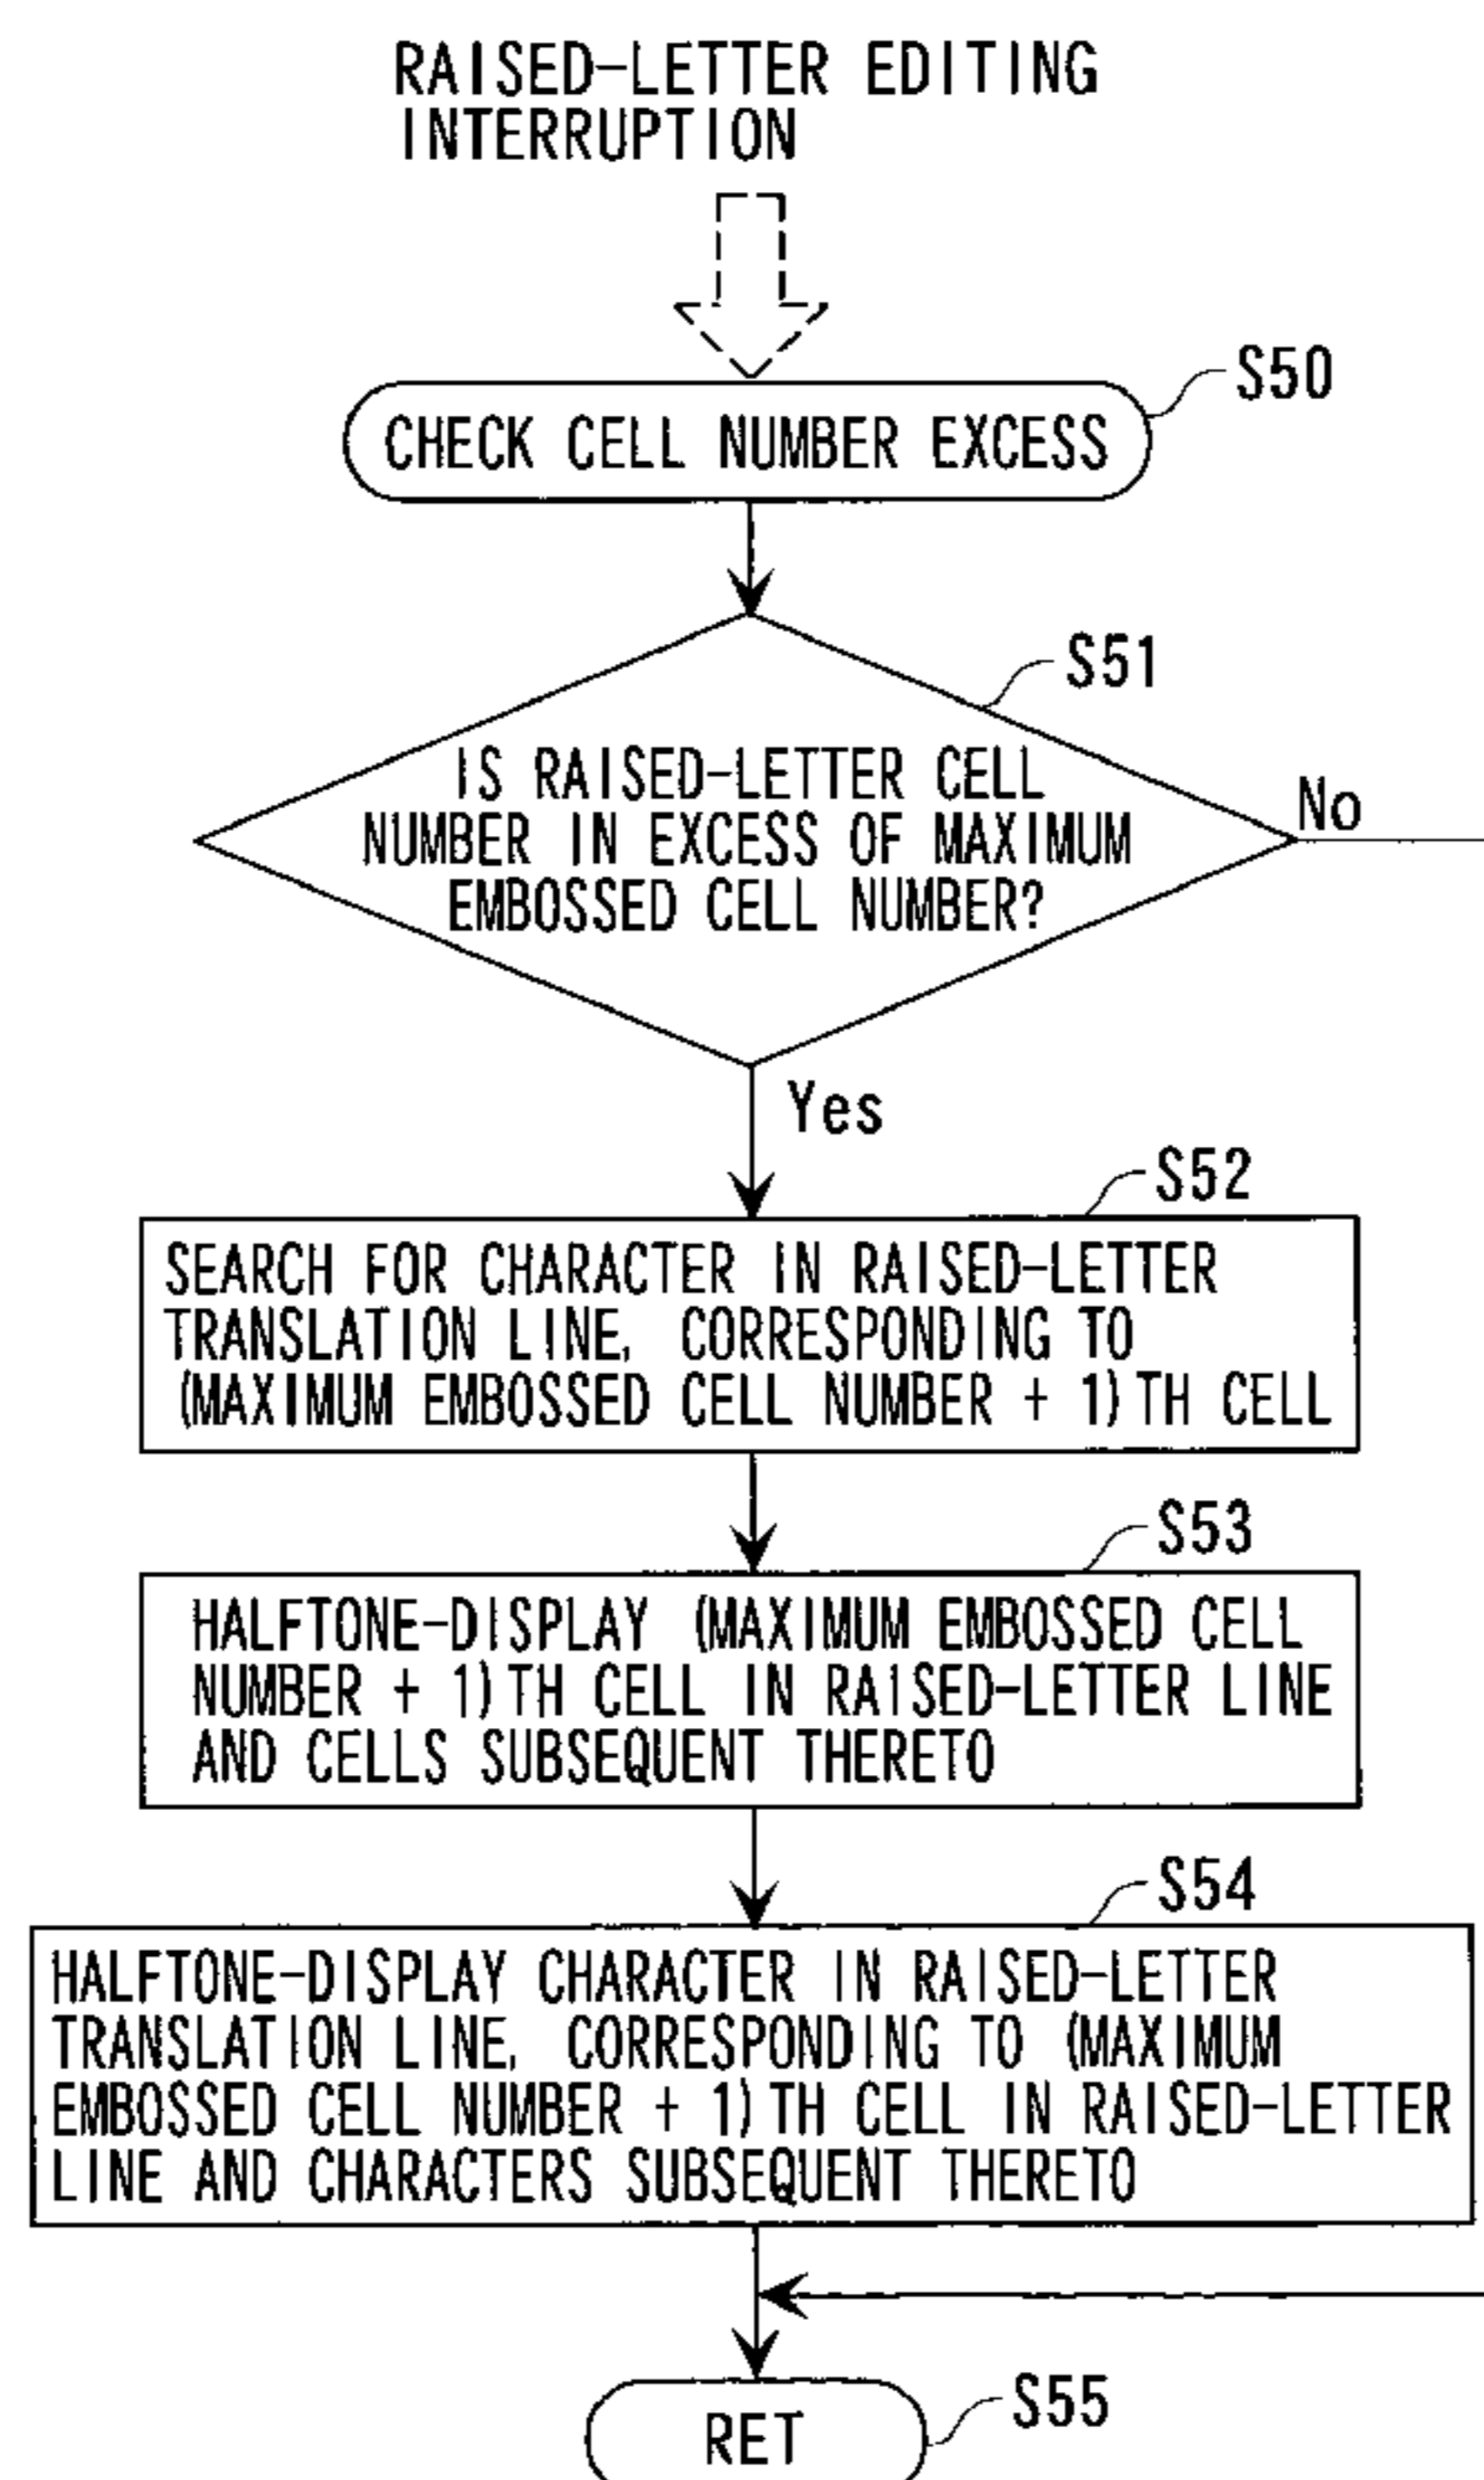 RAISED-LETTER EDITING
INTERRUPTION
S50
CHECK CELL NUMBER EXCESS
S51
IS RAISED-LETTER CELL
NUMBER IN EXCESS OF MAXIMUM
EMBOSSED CELL NUMBER?
No
Yes
S52
SEARCH FOR CHARACTER IN RAISED-LETTER
TRANSLATION LINE, CORRESPONDING TO
(MAXIMUM EMBOSSED CELL NUMBER + 1)TH CELL
S53
HALFTONE-DISPLAY (MAXIMUM EMBOSSED CELL
NUMBER + 1)TH CELL IN RAISED-LETTER LINE
AND CELLS SUBSEQUENT THERETO
S54
HALFTONE-DISPLAY CHARACTER IN RAISED-LETTER
TRANSLATION LINE, CORRESPONDING TO (MAXIMUM
EMBOSSED CELL NUMBER + 1)TH CELL IN RAISED-LETTER
LINE AND CHARACTERS SUBSEQUENT THERETO
S55
RET